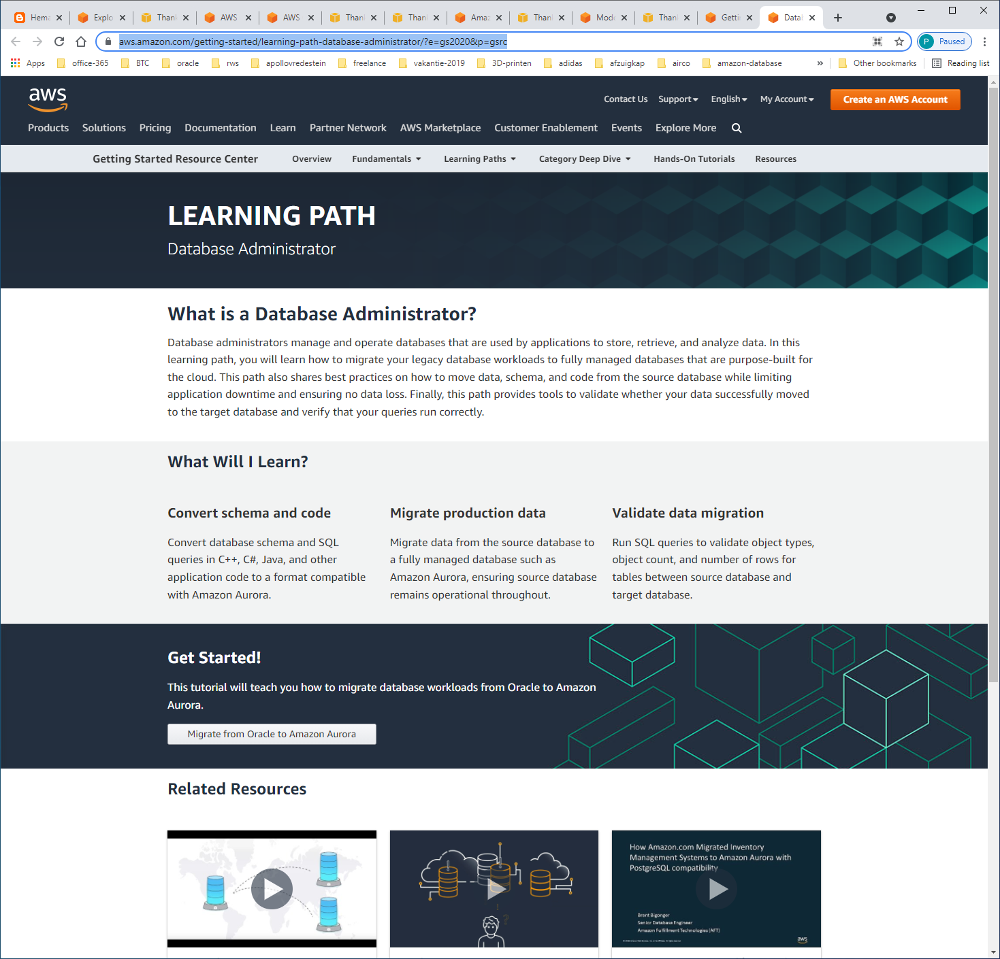 Hema
Explo
Thank
AWS
AWS
Thank
Thank
Amaz
Thank
Mode
Thank
Gettin
Datab
aws.amazon.com/getting-started/learning-path-database-administrator/?e=gs2020&p=gsrc
P Paused
Apps office-365 BTC oracle rws apollovredestein freelance vakantie-2019 3D-printen adidas afzuigkap airco amazon-database » Other bookmarks Reading list
aws
Contact Us Support English My Account Create an AWS Account
Products Solutions Pricing Documentation Learn Partner Network AWS Marketplace Customer Enablement Events Explore More
Getting Started Resource Center Overview Fundamentals Learning Paths Category Deep Dive Hands-On Tutorials Resources
LEARNING PATH
Database Administrator
What is a Database Administrator?
Database administrators manage and operate databases that are used by applications to store, retrieve, and analyze data. In this
learning path, you will learn how to migrate your legacy database workloads to fully managed databases that are purpose-built for
the cloud. This path also shares best practices on how to move data, schema, and code from the source database while limiting
application downtime and ensuring no data loss. Finally, this path provides tools to validate whether your data successfully moved
to the target database and verify that your queries run correctly.
What Will I Learn?
Convert schema and code
Convert database schema and SQL
queries in C++, C#, Java, and other
application code to a format compatible
with Amazon Aurora.
Migrate production data
Migrate data from the source database to
a fully managed database such as
Amazon Aurora, ensuring source database
remains operational throughout.
Validate data migration
Run SQL queries to validate object types,
object count, and number of rows for
tables between source database and
target database.
Get Started!
This tutorial will teach you how to migrate database workloads from Oracle to Amazon
Aurora.
Migrate from Oracle to Amazon Aurora
Related Resources
How Amazon.com Migrated Inventory
Management Systems to Amazon Aurora with
PostgreSQL compatibility
Brent Bigonger
Senior Database Engineer
Amazon Fulfillment Technologies (AFT)
aws